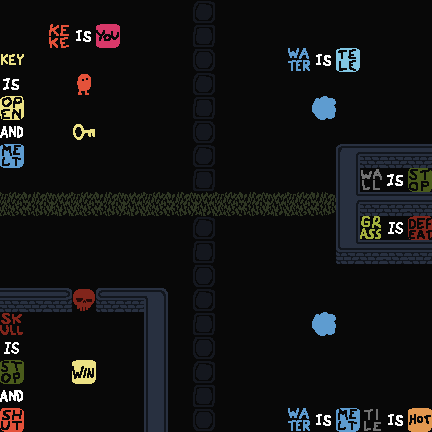 KEKE IS YOU
WATER IS TELE
KEY
IS
OPEN
AND
MELT
WALL IS STOP
GRASS IS DEFEAT
SKULL
IS
STOP
AND
SHUT
WIN
WATER IS MELT
TILE IS HOT